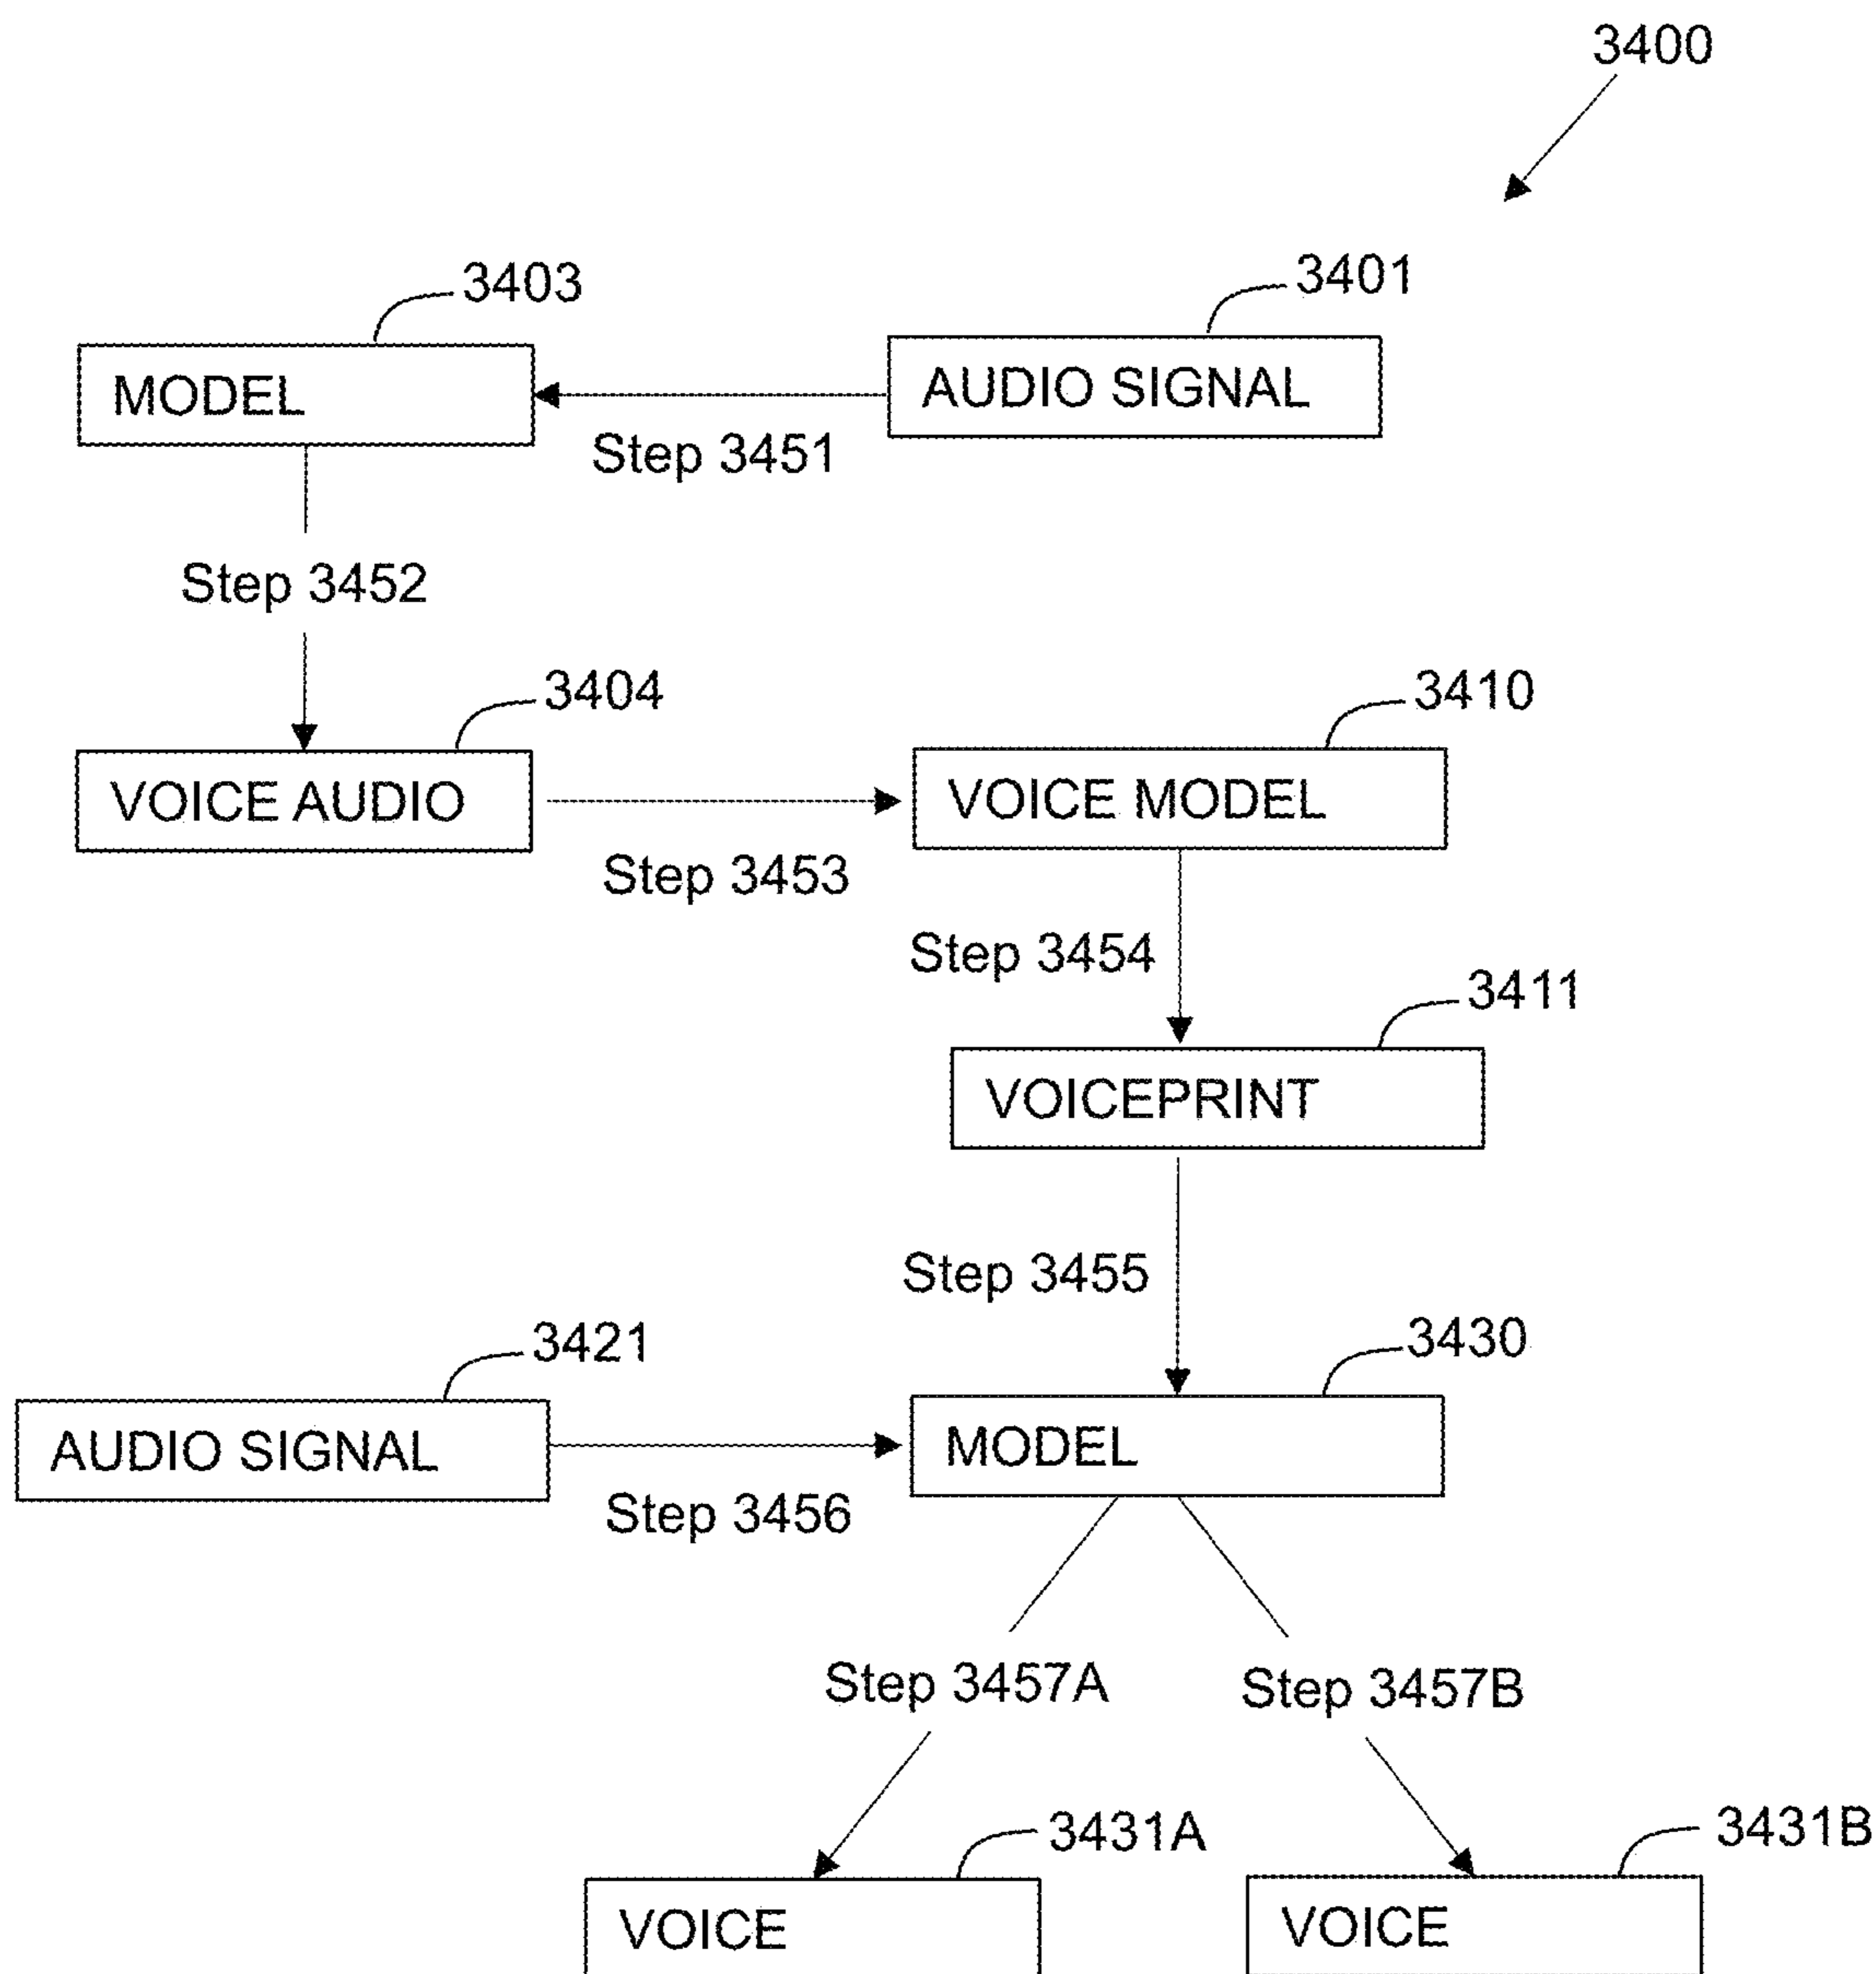 3400
3403
3401
MODEL
AUDIO SIGNAL
Step 3451
Step 3452
3404
3410
VOICE AUDIO
VOICE MODEL
Step 3453
Step 3454
3411
VOICEPRINT
Step 3455
3421
3430
AUDIO SIGNAL
MODEL
Step 3456
Step 3457A
Step 3457B
3431A
3431B
VOICE
VOICE